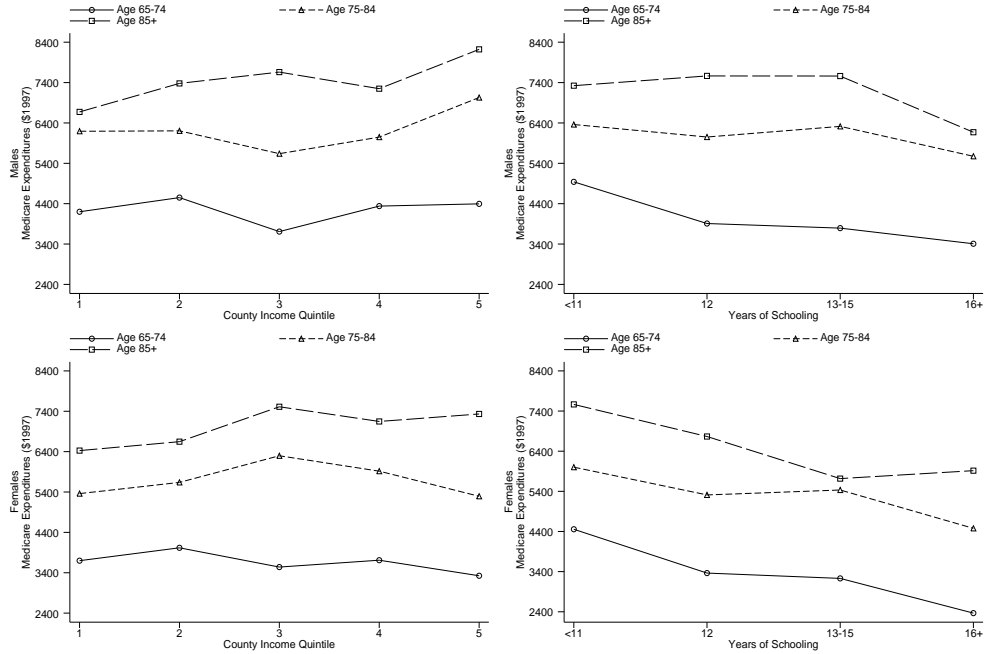 Age 65-74
Age 75-84
Age 85+
8400
7400
6400
5400
4400
3400
2400
Males
Medicare Expenditures ($1997)
1 2 3 4 5
County Income Quintile
Age 65-74
Age 75-84
Age 85+
8400
7400
6400
5400
4400
3400
2400
Males
Medicare Expenditures ($1997)
<11 12 13-15 16+
Years of Schooling
Age 65-74
Age 75-84
Age 85+
8400
7400
6400
5400
4400
3400
2400
Females
Medicare Expenditures ($1997)
1 2 3 4 5
County Income Quintile
Age 65-74
Age 75-84
Age 85+
8400
7400
6400
5400
4400
3400
2400
Females
Medicare Expenditures ($1997)
<11 12 13-15 16+
Years of Schooling